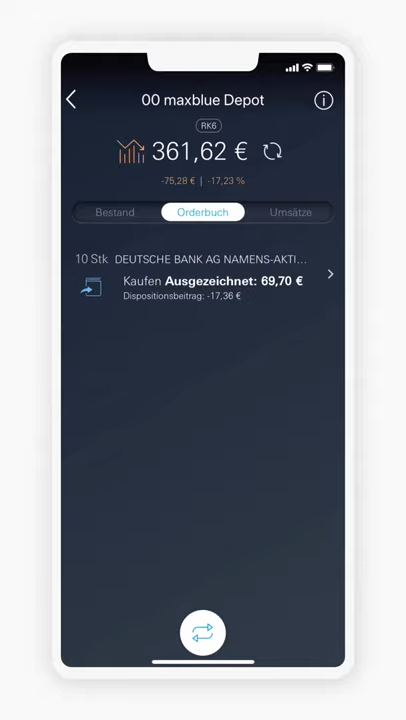 00 maxblue Depot
RK6
361,62 €
-75,28 € | -17,23 %
Bestand Orderbuch Umsätze
10 Stk DEUTSCHE BANK AG NAMENS-AKTI...
Kaufen Ausgezeichnet: 69,70 €
Dispositionsbeitrag: -17,36 €